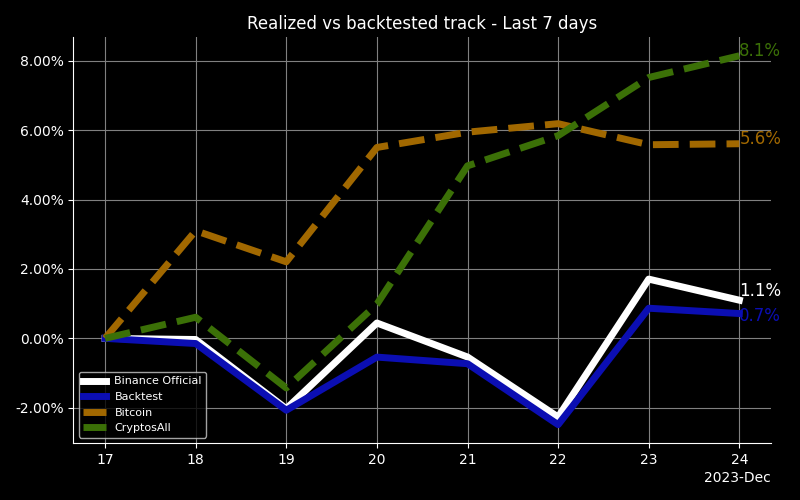 Realized vs backtested track - Last 7 days
8.00%
6.00%
4.00%
2.00%
0.00%
-2.00%
8.1%
5.6%
1.1%
0.7%
Binance Official
Backtest
Bitcoin
CryptosAll
17 18 19 20 21 22 23 24
2023-Dec